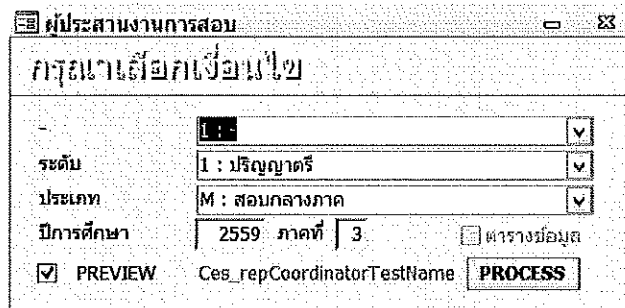 ผู้ประสานงานการสอบ
กรุณาเลือกเงื่อนไข
- 1 : -
ระดับ 1 : ปริญญาตรี
ประเภท M : สอบกลางภาค
ปีการศึกษา 2559 ภาคที่ 3 ตารางข้อมูล
PREVIEW Ces_repCoordinatorTestName PROCESS